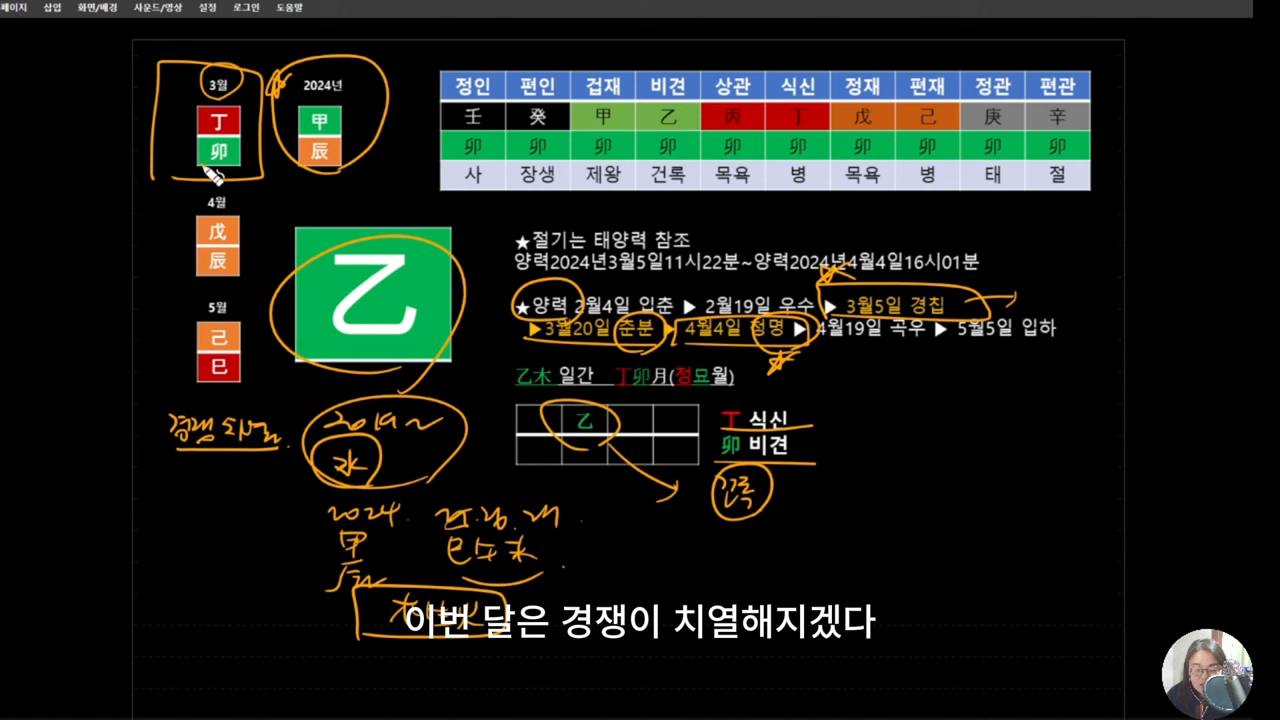 페이지 삽입 화면/배경 사운드/영상 설정 로그인 도움말
3월 2024년
丁 甲
卯 辰
4월
戊
辰
5월
己
巳
정인 편인 겁재 비견 상관 식신 정재 편재 정관 편관
壬 癸 甲 乙 丙 丁 戊 己 庚 辛
卯 卯 卯 卯 卯 卯 卯 卯 卯 卯
사 장생 제왕 건록 목욕 병 목욕 병 태 절
乙
★절기는 태양력 참조
양력2024년3월5일11시22분~양력2024년4월4일16시01분
★양력 2월4일 입춘 ▶ 2월19일 우수 ▶ 3월5일 경칩
▶3월20일 춘분 ▶ 4월4일 청명 ▶ 4월19일 곡우 ▶ 5월5일 입하
乙木 일간 丁卯月(정묘월)
乙
丁 식신
卯 비견
건록
2019~
水
2024.
甲
이번 달은 경쟁이 치열해지겠다